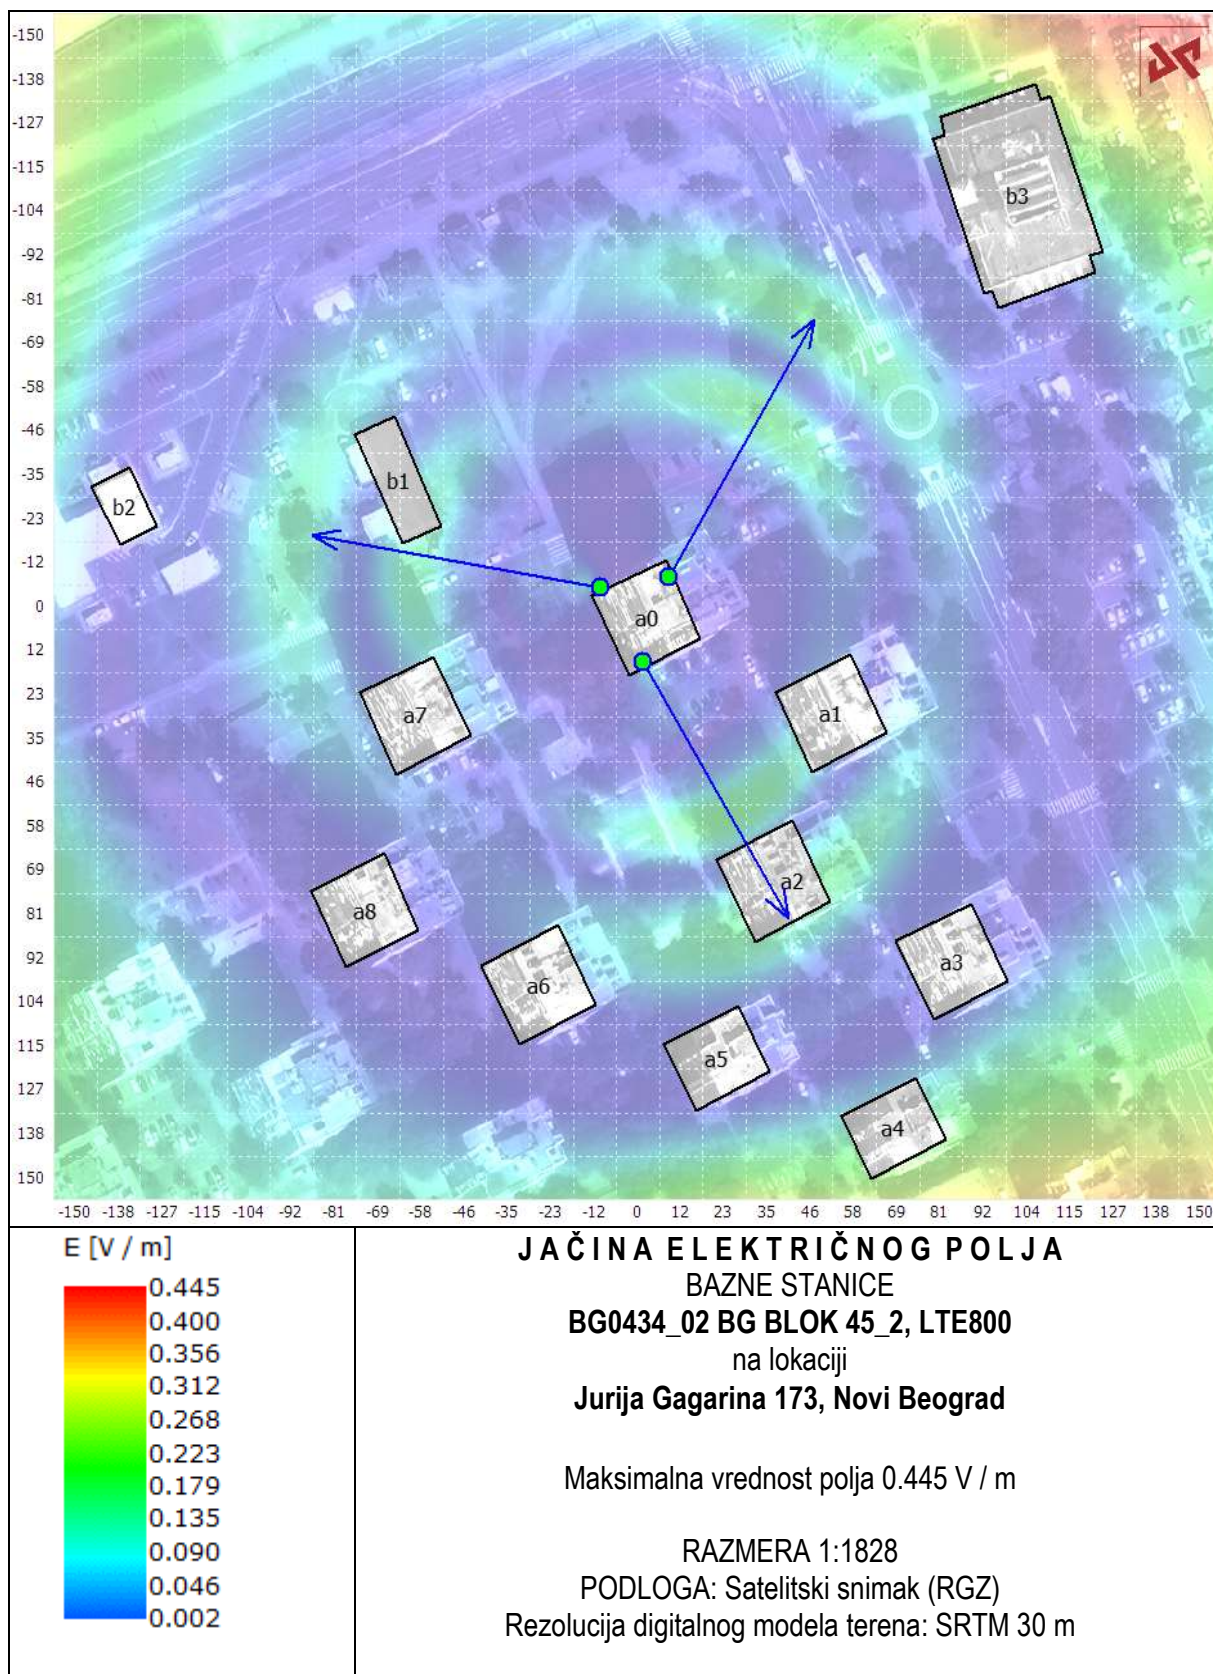 -150
-138
-127
-115
-104
-92
-81
-69
-58
-46
-35
-23
-12
0
12
23
35
46
58
69
81
92
104
115
127
138
150
b3
b1
b2
a0
a1
a7
a2
a8
a3
a6
a5
a4
-150 -138 -127 -115 -104 -92 -81 -69 -58 -46 -35 -23 -12 0 12 23 35 46 58 69 81 92 104 115 127 138 150
E [V / m]
0.445
0.400
0.356
0.312
0.268
0.223
0.179
0.135
0.090
0.046
0.002
JAČINA ELEKTRIČNOG POLJA
BAZNE STANICE
BG0434_02 BG BLOK 45_2, LTE800
na lokaciji
Jurija Gagarina 173, Novi Beograd
Maksimalna vrednost polja 0.445 V / m
RAZMERA 1:1828
PODLOGA: Satelitski snimak (RGZ)
Rezolucija digitalnog modela terena: SRTM 30 m